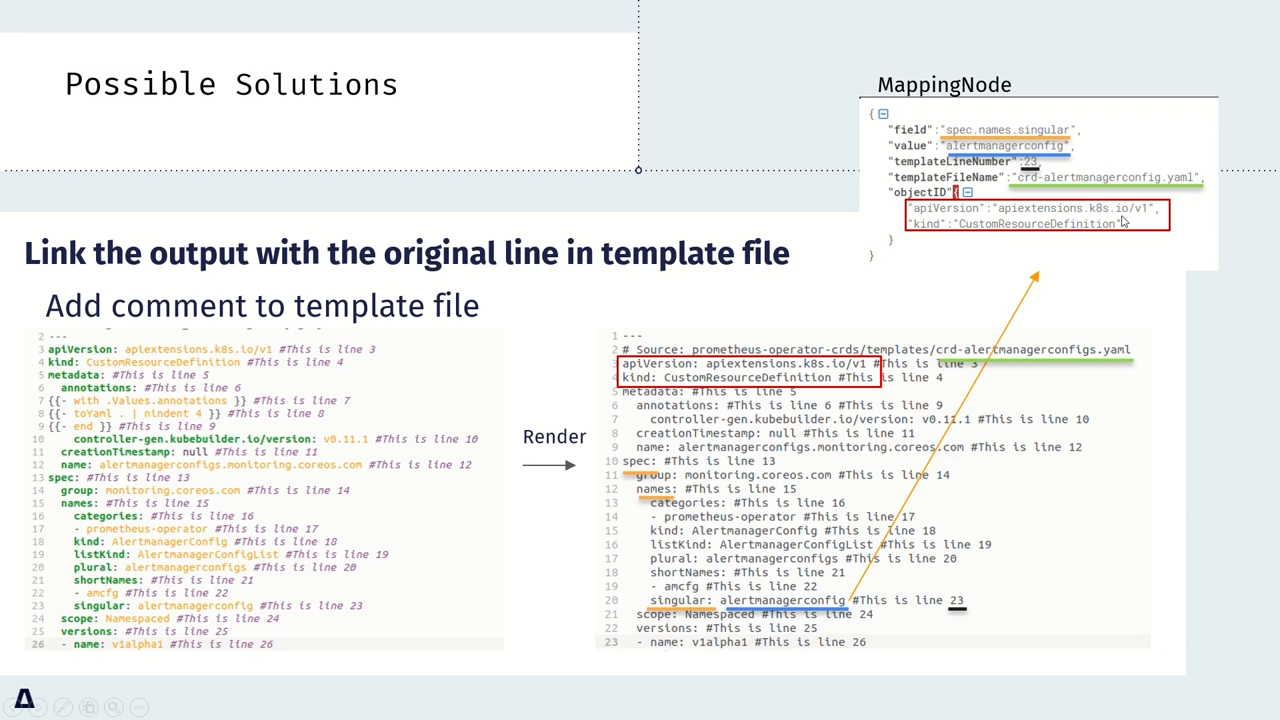 Possible Solutions
MappingNode
{
"field":"spec.names.singular",
"value":"alertmanagerconfig",
"templateLineNumber":23,
"templateFileName":"crd-alertmanagerconfig.yaml",
"objectID"{
"apiVersion":"apiextensions.k8s.io/v1",
"kind":"CustomResourceDefinition"
}
}
Link the output with the original line in template file
Add comment to template file
2 ---
3 apiVersion: apiextensions.k8s.io/v1 #This is line 3
4 kind: CustomResourceDefinition #This is line 4
5 metadata: #This is line 5
6 annotations: #This is line 6
7 {{- with .Values.annotations }} #This is line 7
8 {{- toYaml . | nindent 4 }} #This is line 8
9 {{- end }} #This is line 9
10 controller-gen.kubebuilder.io/version: v0.11.1 #This is line 10
11 creationTimestamp: null #This is line 11
12 name: alertmanagerconfigs.monitoring.coreos.com #This is line 12
13 spec: #This is line 13
14 group: monitoring.coreos.com #This is line 14
15 names: #This is line 15
16 categories: #This is line 16
17 - prometheus-operator #This is line 17
18 kind: AlertmanagerConfig #This is line 18
19 listKind: AlertmanagerConfigList #This is line 19
20 plural: alertmanagerconfigs #This is line 20
21 shortNames: #This is line 21
22 - amcfg #This is line 22
23 singular: alertmanagerconfig #This is line 23
24 scope: Namespaced #This is line 24
25 versions: #This is line 25
26 - name: v1alpha1 #This is line 26
Render
1 ---
2 # Source: prometheus-operator-crds/templates/crd-alertmanagerconfigs.yaml
3 apiVersion: apiextensions.k8s.io/v1 #This is line 3
4 kind: CustomResourceDefinition #This is line 4
5 metadata: #This is line 5
6 annotations: #This is line 6 #This is line 9
7 controller-gen.kubebuilder.io/version: v0.11.1 #This is line 10
8 creationTimestamp: null #This is line 11
9 name: alertmanagerconfigs.monitoring.coreos.com #This is line 12
10 spec: #This is line 13
11 group: monitoring.coreos.com #This is line 14
12 names: #This is line 15
13 categories: #This is line 16
14 - prometheus-operator #This is line 17
15 kind: AlertmanagerConfig #This is line 18
16 listKind: AlertmanagerConfigList #This is line 19
17 plural: alertmanagerconfigs #This is line 20
18 shortNames: #This is line 21
19 - amcfg #This is line 22
20 singular: alertmanagerconfig #This is line 23
21 scope: Namespaced #This is line 24
22 versions: #This is line 25
23 - name: v1alpha1 #This is line 26